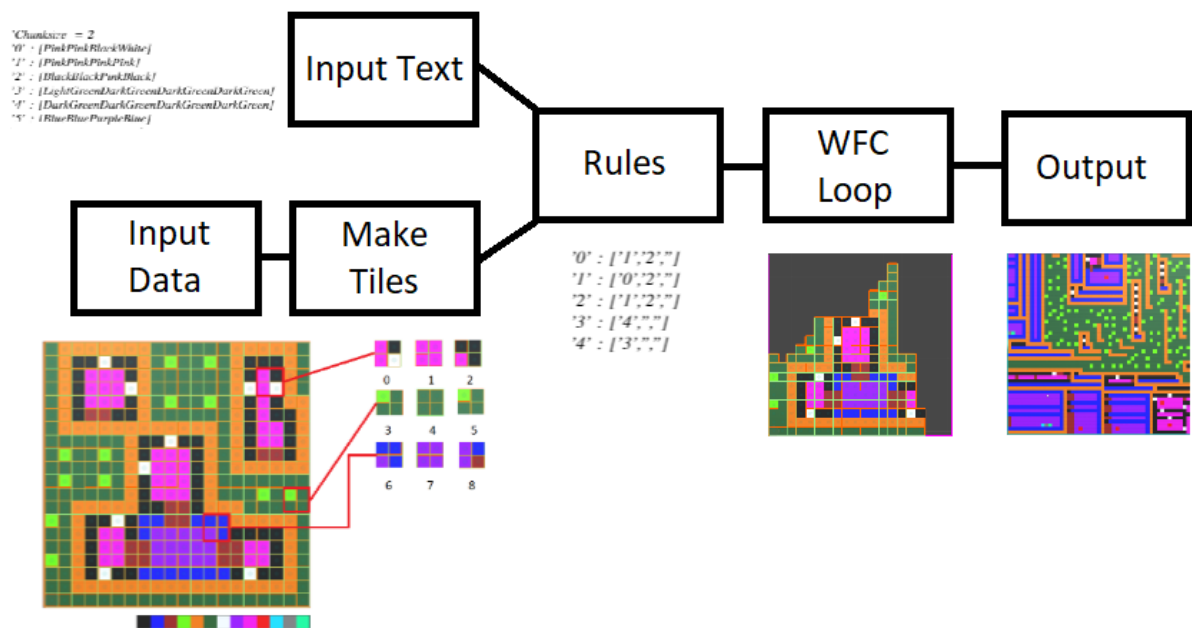 'Chunksize = 2
'0' : [PinkPinkBlackWhite]
'1' : [PinkPinkPinkPink]
'2' : [BlackBlackPinkBlack]
'3' : [LightGreenDarkGreenDarkGreenDarkGreen]
'4' : [DarkGreenDarkGreenDarkGreenDarkGreen]
'5' : [BlueBluePurpleBlue]
Input Text
Input
Data
Make
Tiles
Rules
WFC
Loop
Output
'0' : ['1','2','']
'1' : ['0','2','']
'2' : ['1','2','']
'3' : ['4','','']
'4' : ['3','','']
0 1 2
3 4 5
6 7 8